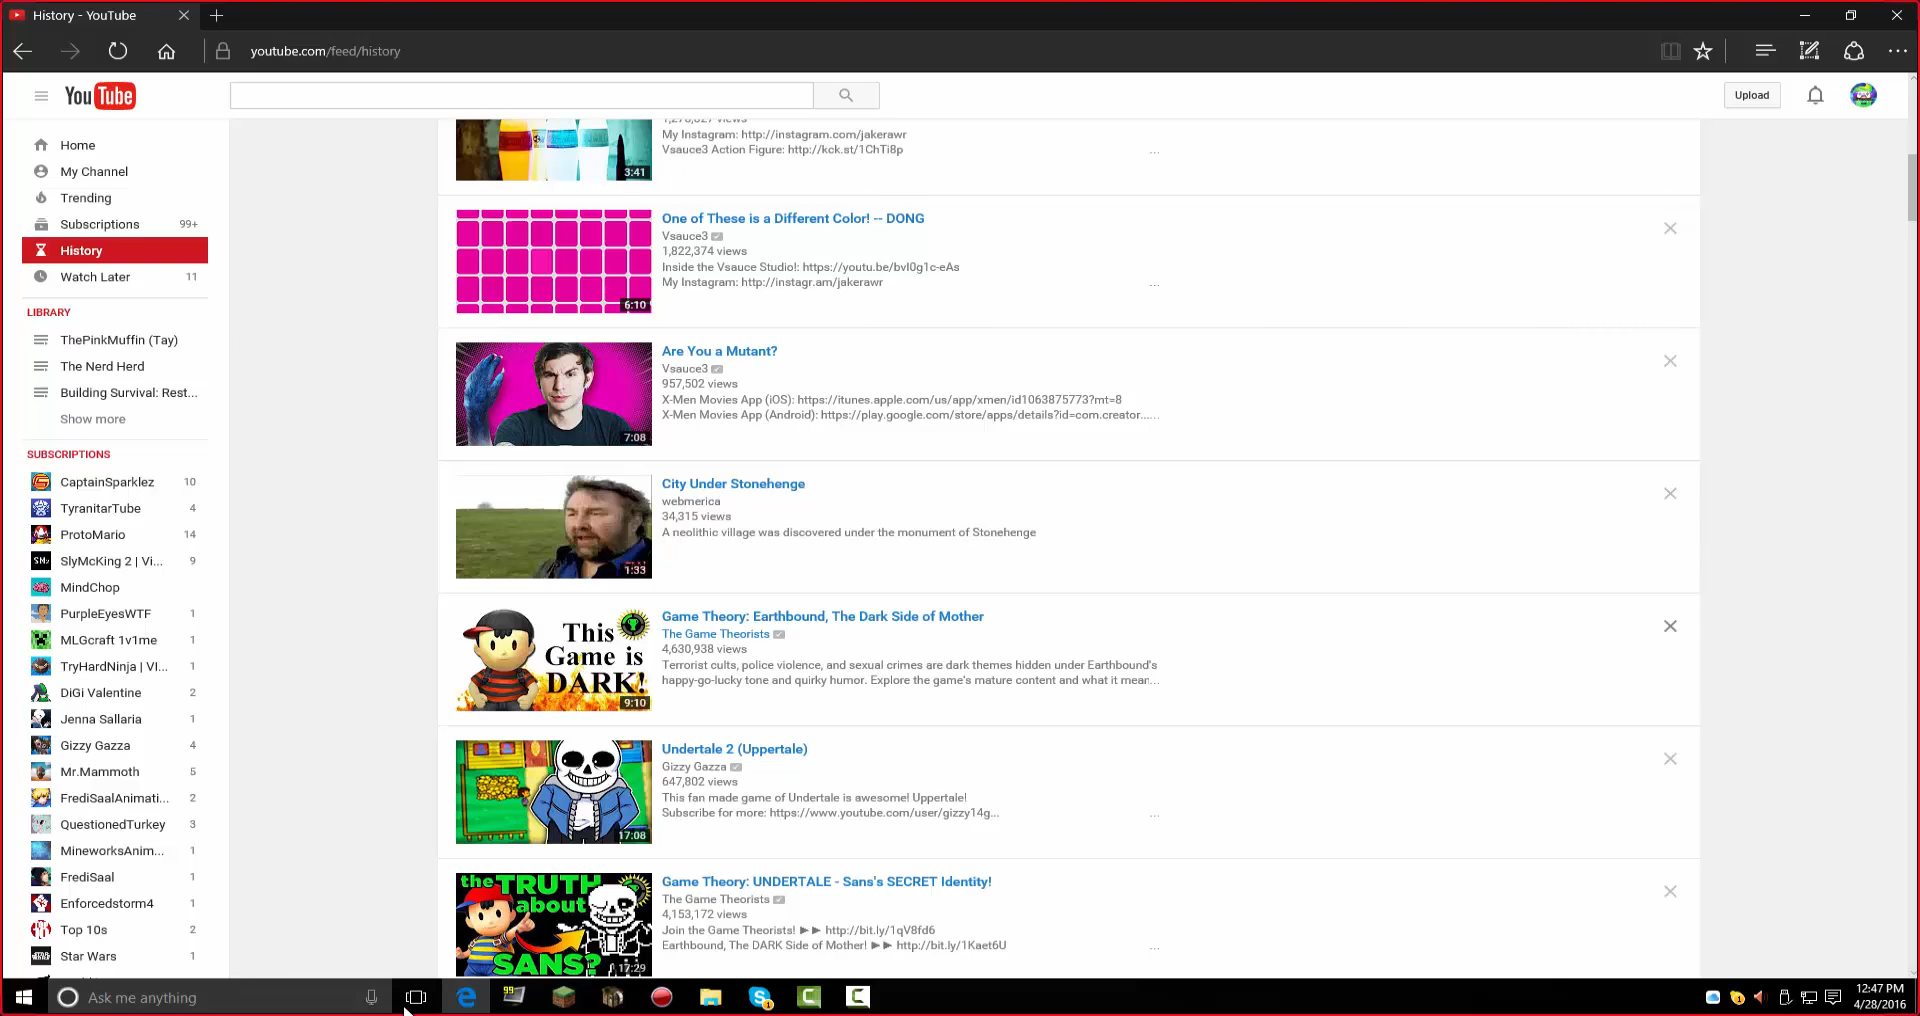 History - YouTube
youtube.com/feed/history
YouTube
Upload
Home
My Channel
Trending
Subscriptions 99+
History
Watch Later 11
LIBRARY
ThePinkMuffin (Tay)
The Nerd Herd
Building Survival: Rest...
Show more
SUBSCRIPTIONS
CaptainSparklez 10
TyranitarTube 4
ProtoMario 14
SlyMcKing 2 | Vi... 9
MindChop
PurpleEyesWTF 1
MLGcraft 1v1me 1
TryHardNinja | VI... 1
DiGi Valentine 2
Jenna Sallaria 1
Gizzy Gazza 4
Mr.Mammoth 5
FrediSaalAnimati... 2
QuestionedTurkey 3
MineworksAnim... 1
FrediSaal 1
Enforcedstorm4 1
Top 10s 2
Star Wars 1
My Instagram: http://instagram.com/jakerawr
Vsauce3 Action Figure: http://kck.st/1ChTi8p
...
3:41
One of These is a Different Color! -- DONG
Vsauce3
1,822,374 views
Inside the Vsauce Studio!: https://youtu.be/bvI0g1c-eAs
My Instagram: http://instagr.am/jakerawr
...
6:10
Are You a Mutant?
Vsauce3
957,502 views
X-Men Movies App (iOS): https://itunes.apple.com/us/app/xmen/id1063875773?mt=8
X-Men Movies App (Android): https://play.google.com/store/apps/details?id=com.creator......
7:08
City Under Stonehenge
webmerica
34,315 views
A neolithic village was discovered under the monument of Stonehenge
1:33
Game Theory: Earthbound, The Dark Side of Mother
The Game Theorists
4,630,938 views
Terrorist cults, police violence, and sexual crimes are dark themes hidden under Earthbound's
happy-go-lucky tone and quirky humor. Explore the game's mature content and what it mean...
This
Game is
DARK!
9:10
Undertale 2 (Uppertale)
Gizzy Gazza
647,802 views
This fan made game of Undertale is awesome! Uppertale!
Subscribe for more: https://www.youtube.com/user/gizzy14g...
...
17:08
Game Theory: UNDERTALE - Sans's SECRET Identity!
The Game Theorists
4,153,172 views
Join the Game Theorists! ►► http://bit.ly/1qV8fd6
Earthbound, The DARK Side of Mother! ►► http://bit.ly/1Kaet6U
...
the TRUTH
about
SANS?
17:29
Ask me anything
99
12:47 PM
4/28/2016